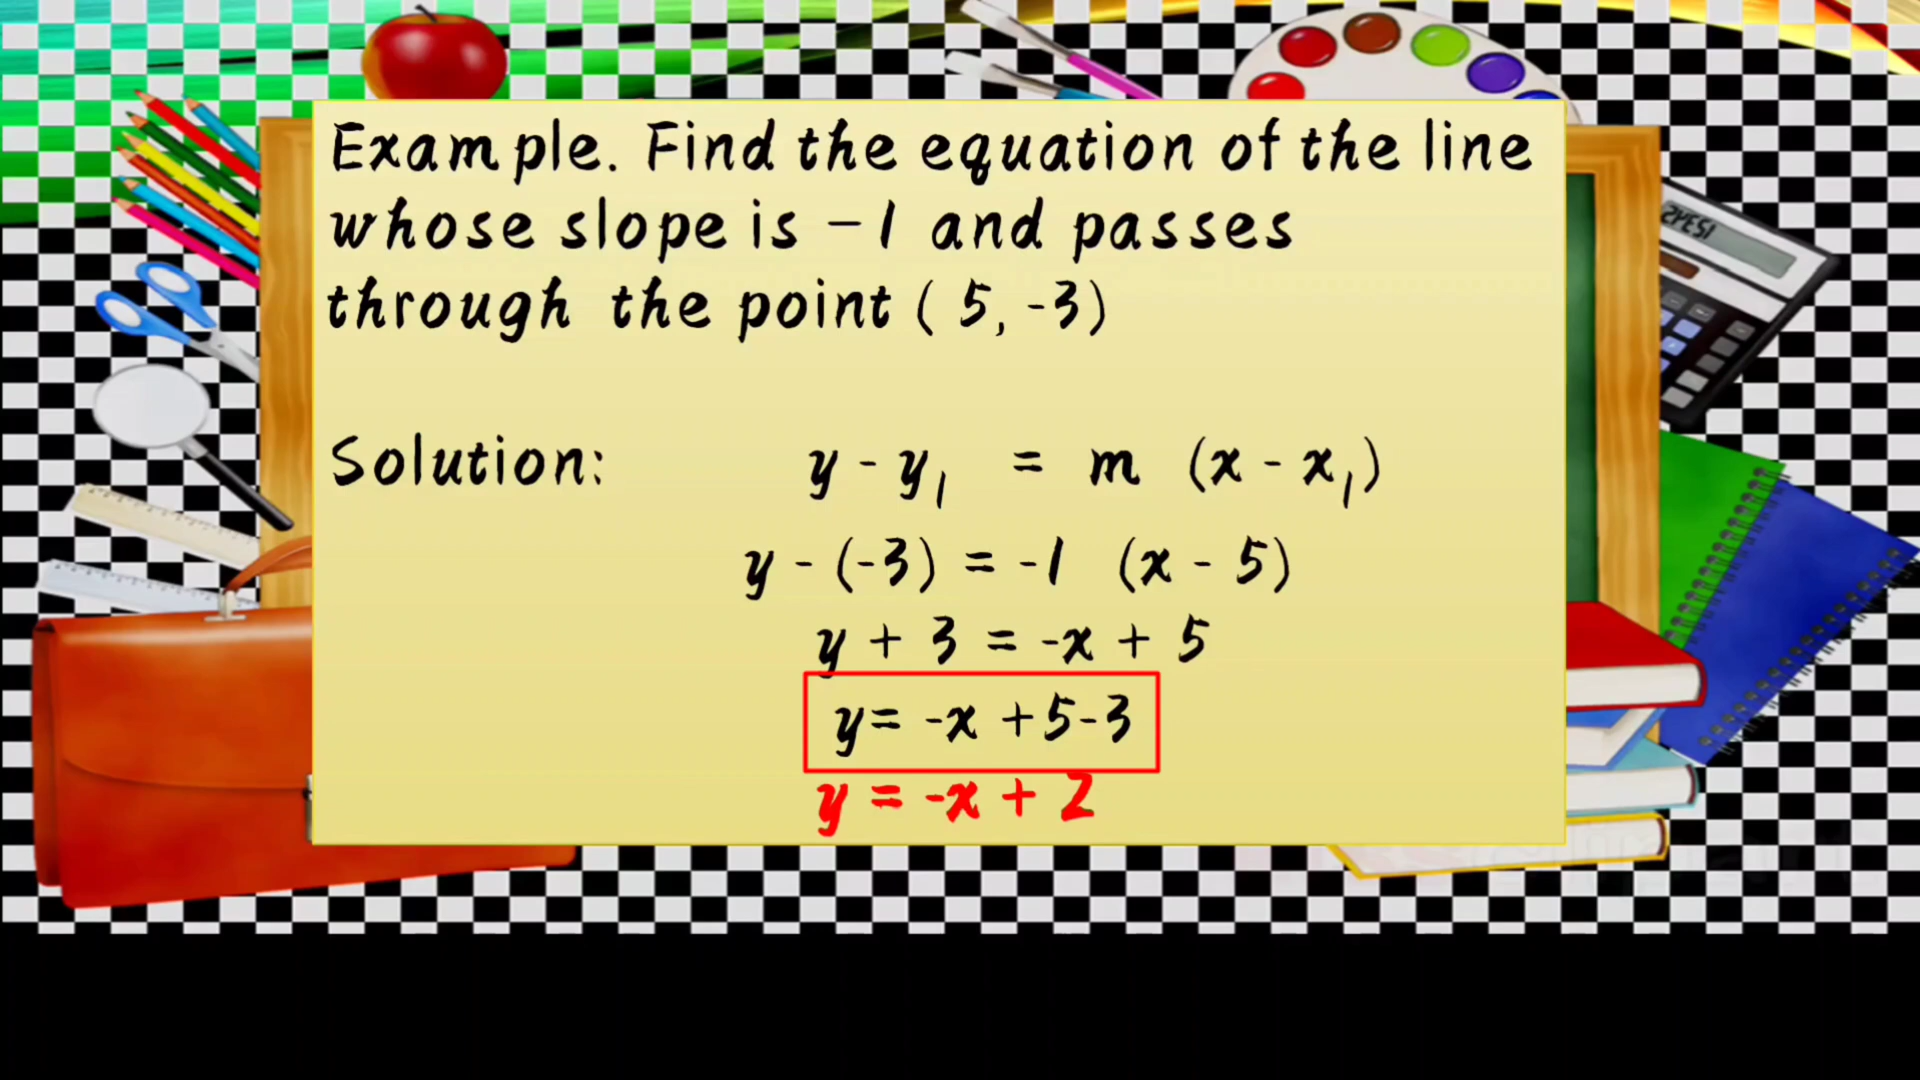 Example. Find the equation of the line
whose slope is -1 and passes
through the point ( 5, -3)
Solution: y - y₁ = m (x - x₁)
y - (-3) = -1 (x - 5)
y + 3 = -x + 5
y= -x +5-3
y = -x + 2